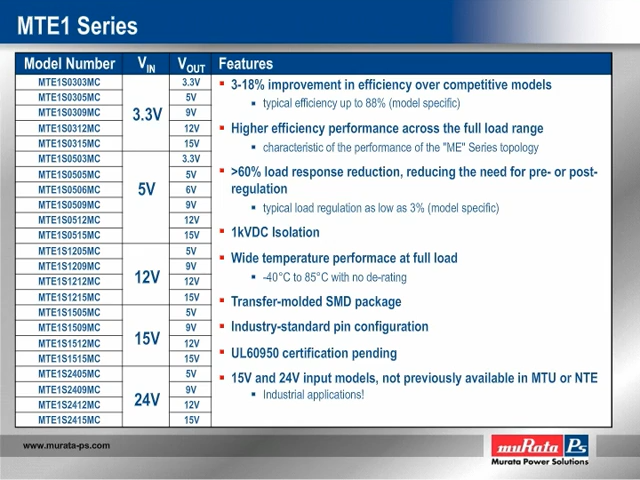 MTE1 Series
Model Number VIN VOUT Features
MTE1S0303MC 3.3V
MTE1S0305MC 5V
MTE1S0309MC 9V
MTE1S0312MC 12V
MTE1S0315MC 15V
3.3V
MTE1S0503MC 3.3V
MTE1S0505MC 5V
MTE1S0506MC 6V
MTE1S0509MC 9V
MTE1S0512MC 12V
MTE1S0515MC 15V
5V
MTE1S1205MC 5V
MTE1S1209MC 9V
MTE1S1212MC 12V
MTE1S1215MC 15V
12V
MTE1S1505MC 5V
MTE1S1509MC 9V
MTE1S1512MC 12V
MTE1S1515MC 15V
15V
MTE1S2405MC 5V
MTE1S2409MC 9V
MTE1S2412MC 12V
MTE1S2415MC 15V
24V
3-18% improvement in efficiency over competitive models
typical efficiency up to 88% (model specific)
Higher efficiency performance across the full load range
characteristic of the performance of the "ME" Series topology
>60% load response reduction, reducing the need for pre- or post-
regulation
typical load regulation as low as 3% (model specific)
1kVDC Isolation
Wide temperature performace at full load
-40°C to 85°C with no de-rating
Transfer-molded SMD package
Industry-standard pin configuration
UL60950 certification pending
15V and 24V input models, not previously available in MTU or NTE
Industrial applications!
www.murata-ps.com
muRata Ps
Murata Power Solutions